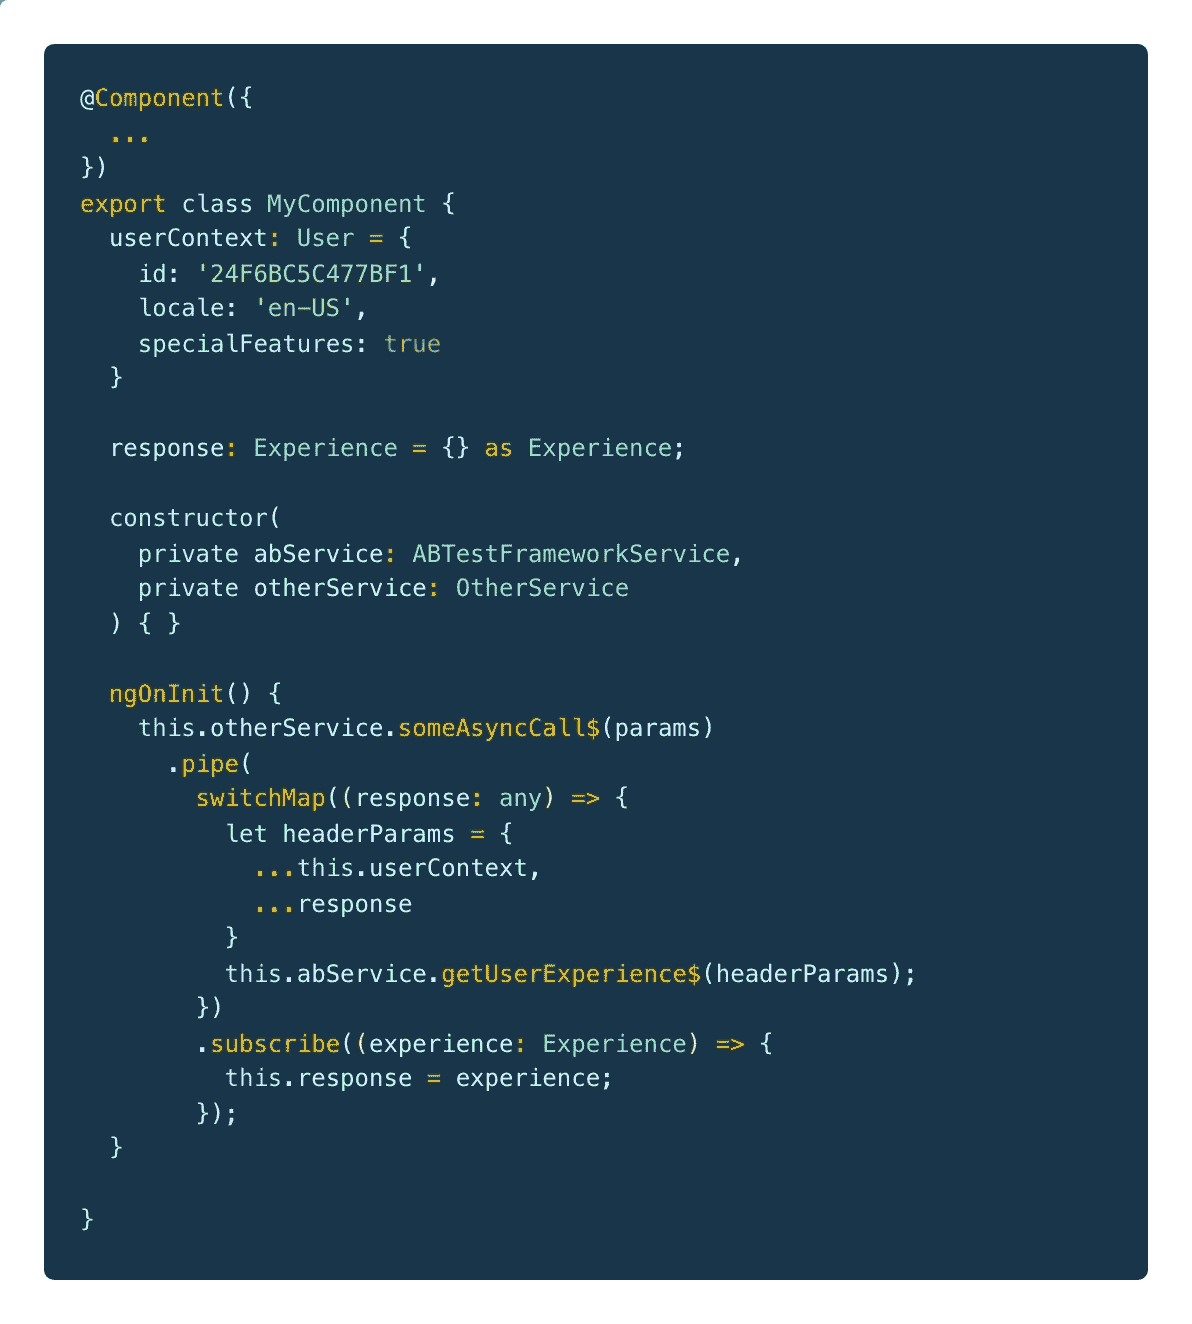 @Component({
  ...
})
export class MyComponent {
  userContext: User = {
    id: '24F6BC5C477BF1',
    locale: 'en-US',
    specialFeatures: true
  }

  response: Experience = {} as Experience;

  constructor(
    private abService: ABTestFrameworkService,
    private otherService: OtherService
  ) { }

  ngOnInit() {
    this.otherService.someAsyncCall$(params)
      .pipe(
        switchMap((response: any) => {
          let headerParams = {
            ...this.userContext,
            ...response
          }
          this.abService.getUserExperience$(headerParams);
        })
        .subscribe((experience: Experience) => {
          this.response = experience;
        });
  }

}